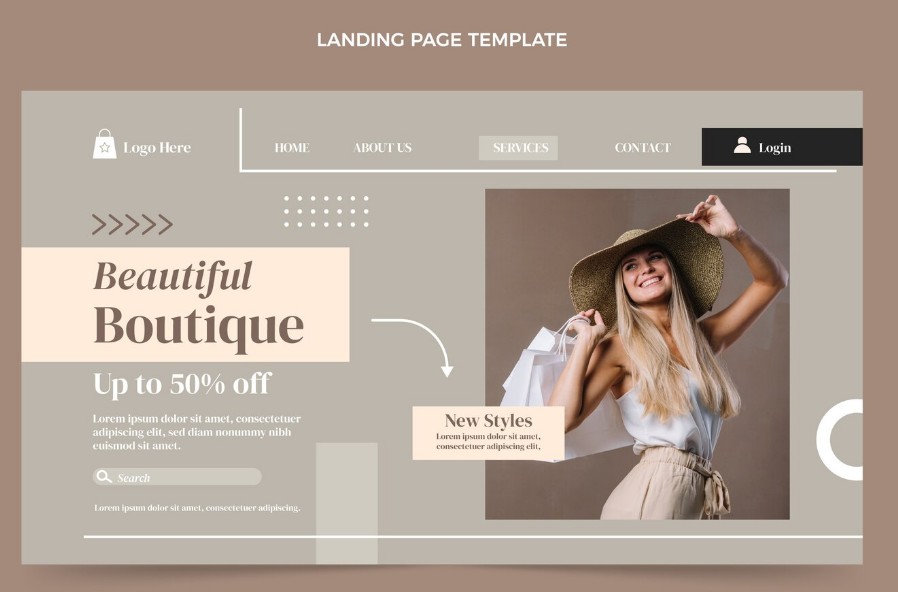 LANDING PAGE TEMPLATE
Logo Here
HOME
ABOUT US
SERVICES
CONTACT
Login
Beautiful
Boutique
Up to 50% off
Lorem ipsum dolor sit amet, consectetuer
adipiscing elit, sed diam nonummy nibh
euismod sit amet.
Search
Lorem ipsum dolor sit amet, consectetuer adipiscing.
New Styles
Lorem ipsum dolor sit amet,
consectetuer adipiscing elit,